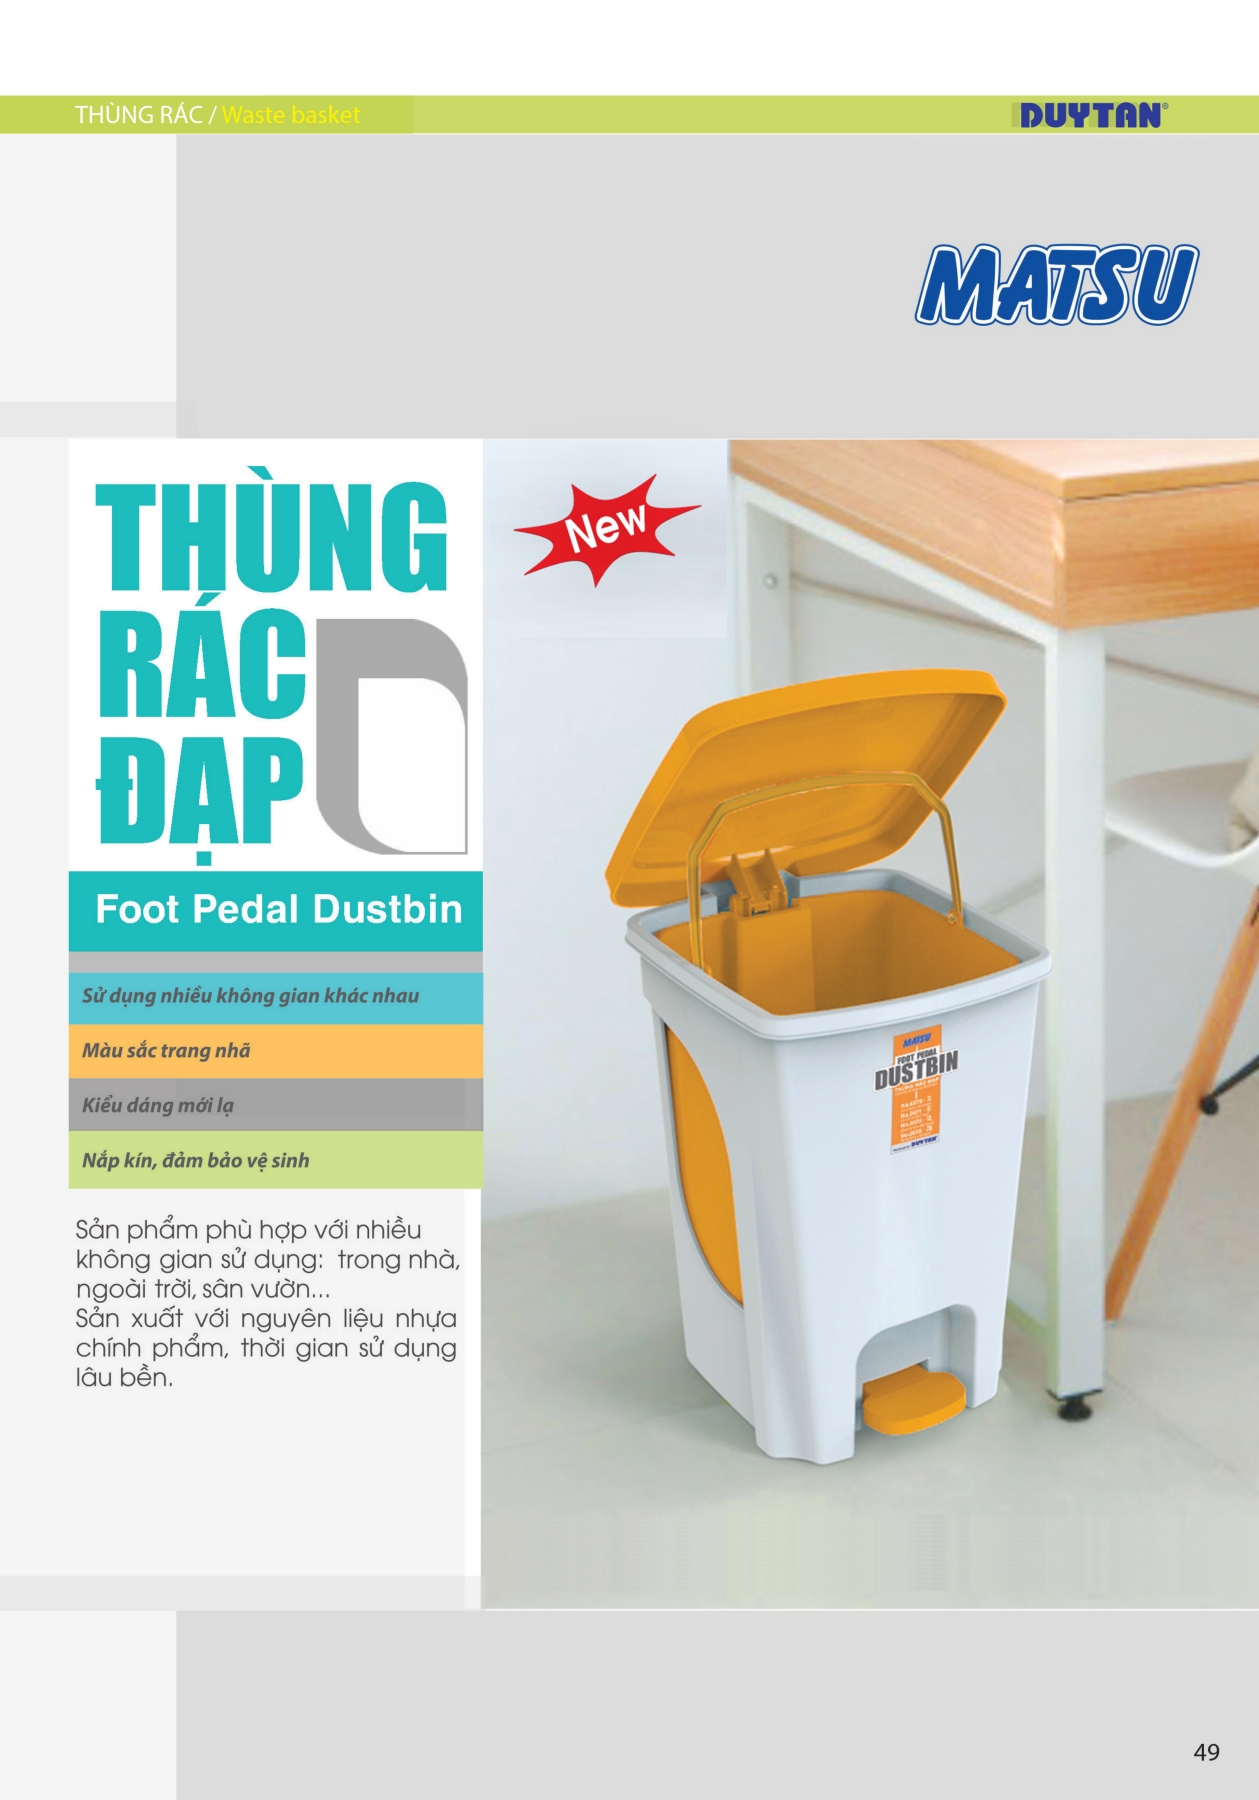 THÙNG RÁC / Waste basket
DUYTAN®
MATSU
THÙNG
RÁC
ĐẠP
New
Foot Pedal Dustbin
Sử dụng nhiều không gian khác nhau
Màu sắc trang nhã
Kiểu dáng mới lạ
Nắp kín, đảm bảo vệ sinh
Sản phẩm phù hợp với nhiều
không gian sử dụng: trong nhà,
ngoài trời, sân vườn...
Sản xuất với nguyên liệu nhựa
chính phẩm, thời gian sử dụng
lâu bền.
MATSU
FOOT PEDAL
DUSTBIN
THÙNG RÁC ĐẠP
DUYTAN
49